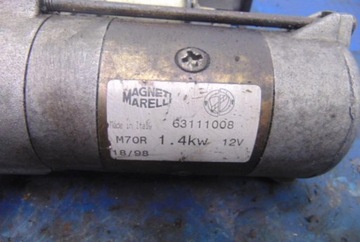 MAGNETI
MARELLI
Made in Italy 63111008
M70R 1.4kw 12V
18/98